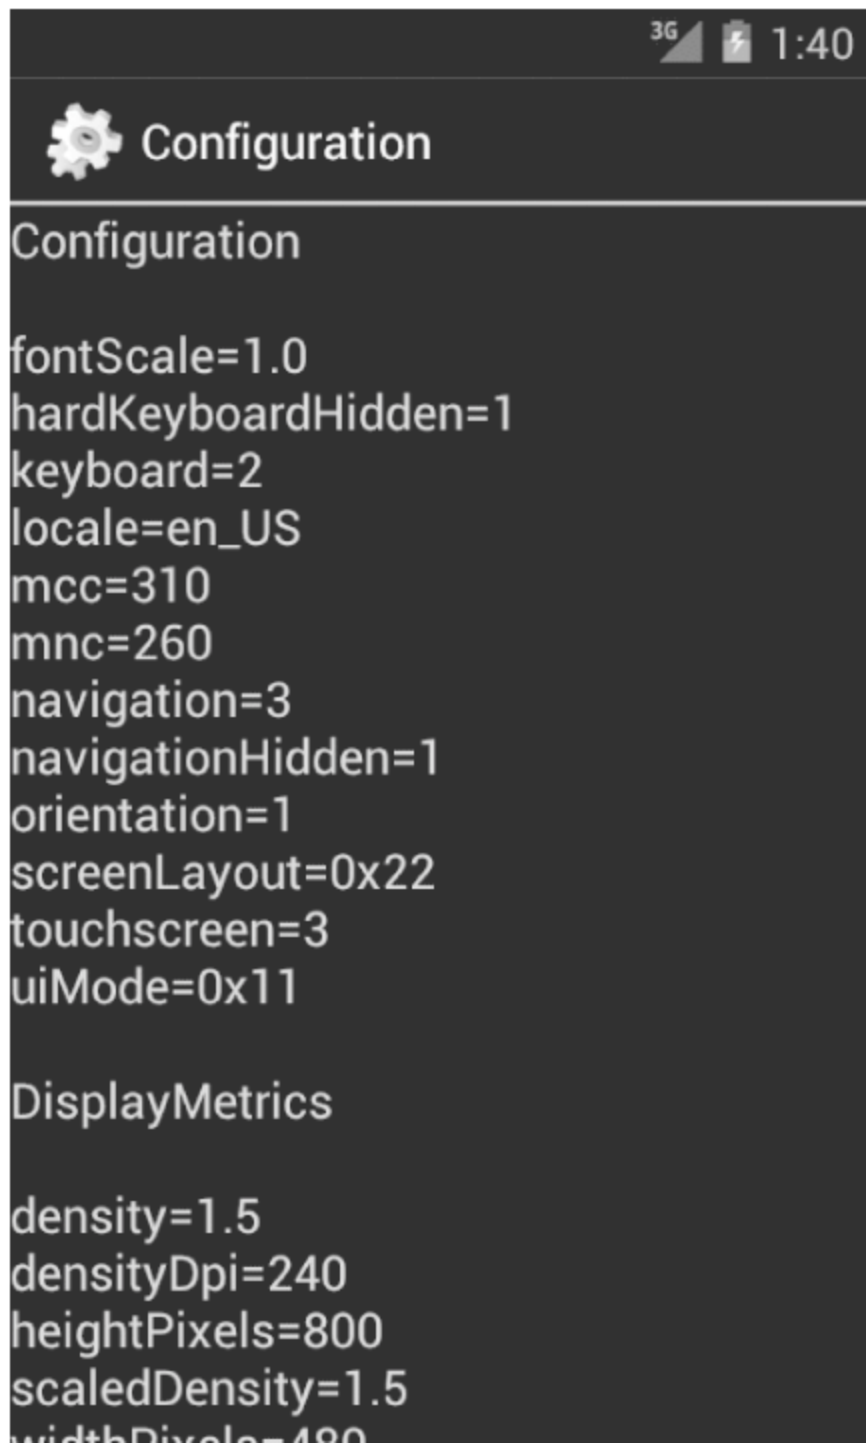 3G 1:40
Configuration
Configuration
fontScale=1.0
hardKeyboardHidden=1
keyboard=2
locale=en_US
mcc=310
mnc=260
navigation=3
navigationHidden=1
orientation=1
screenLayout=0x22
touchscreen=3
uiMode=0x11
DisplayMetrics
density=1.5
densityDpi=240
heightPixels=800
scaledDensity=1.5
widthPixels=480